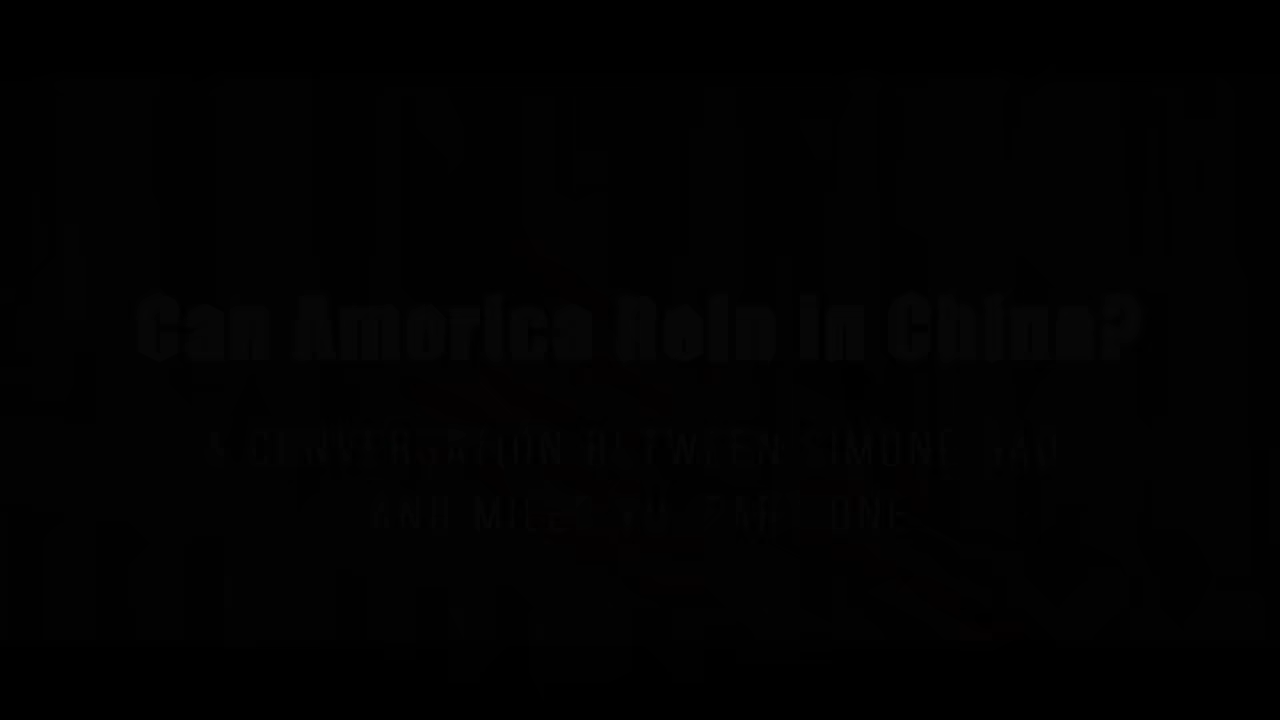 Can America Rein in China?
A CONVERSATION BETWEEN SIMONE GAO
AND MILES YU, PART ONE